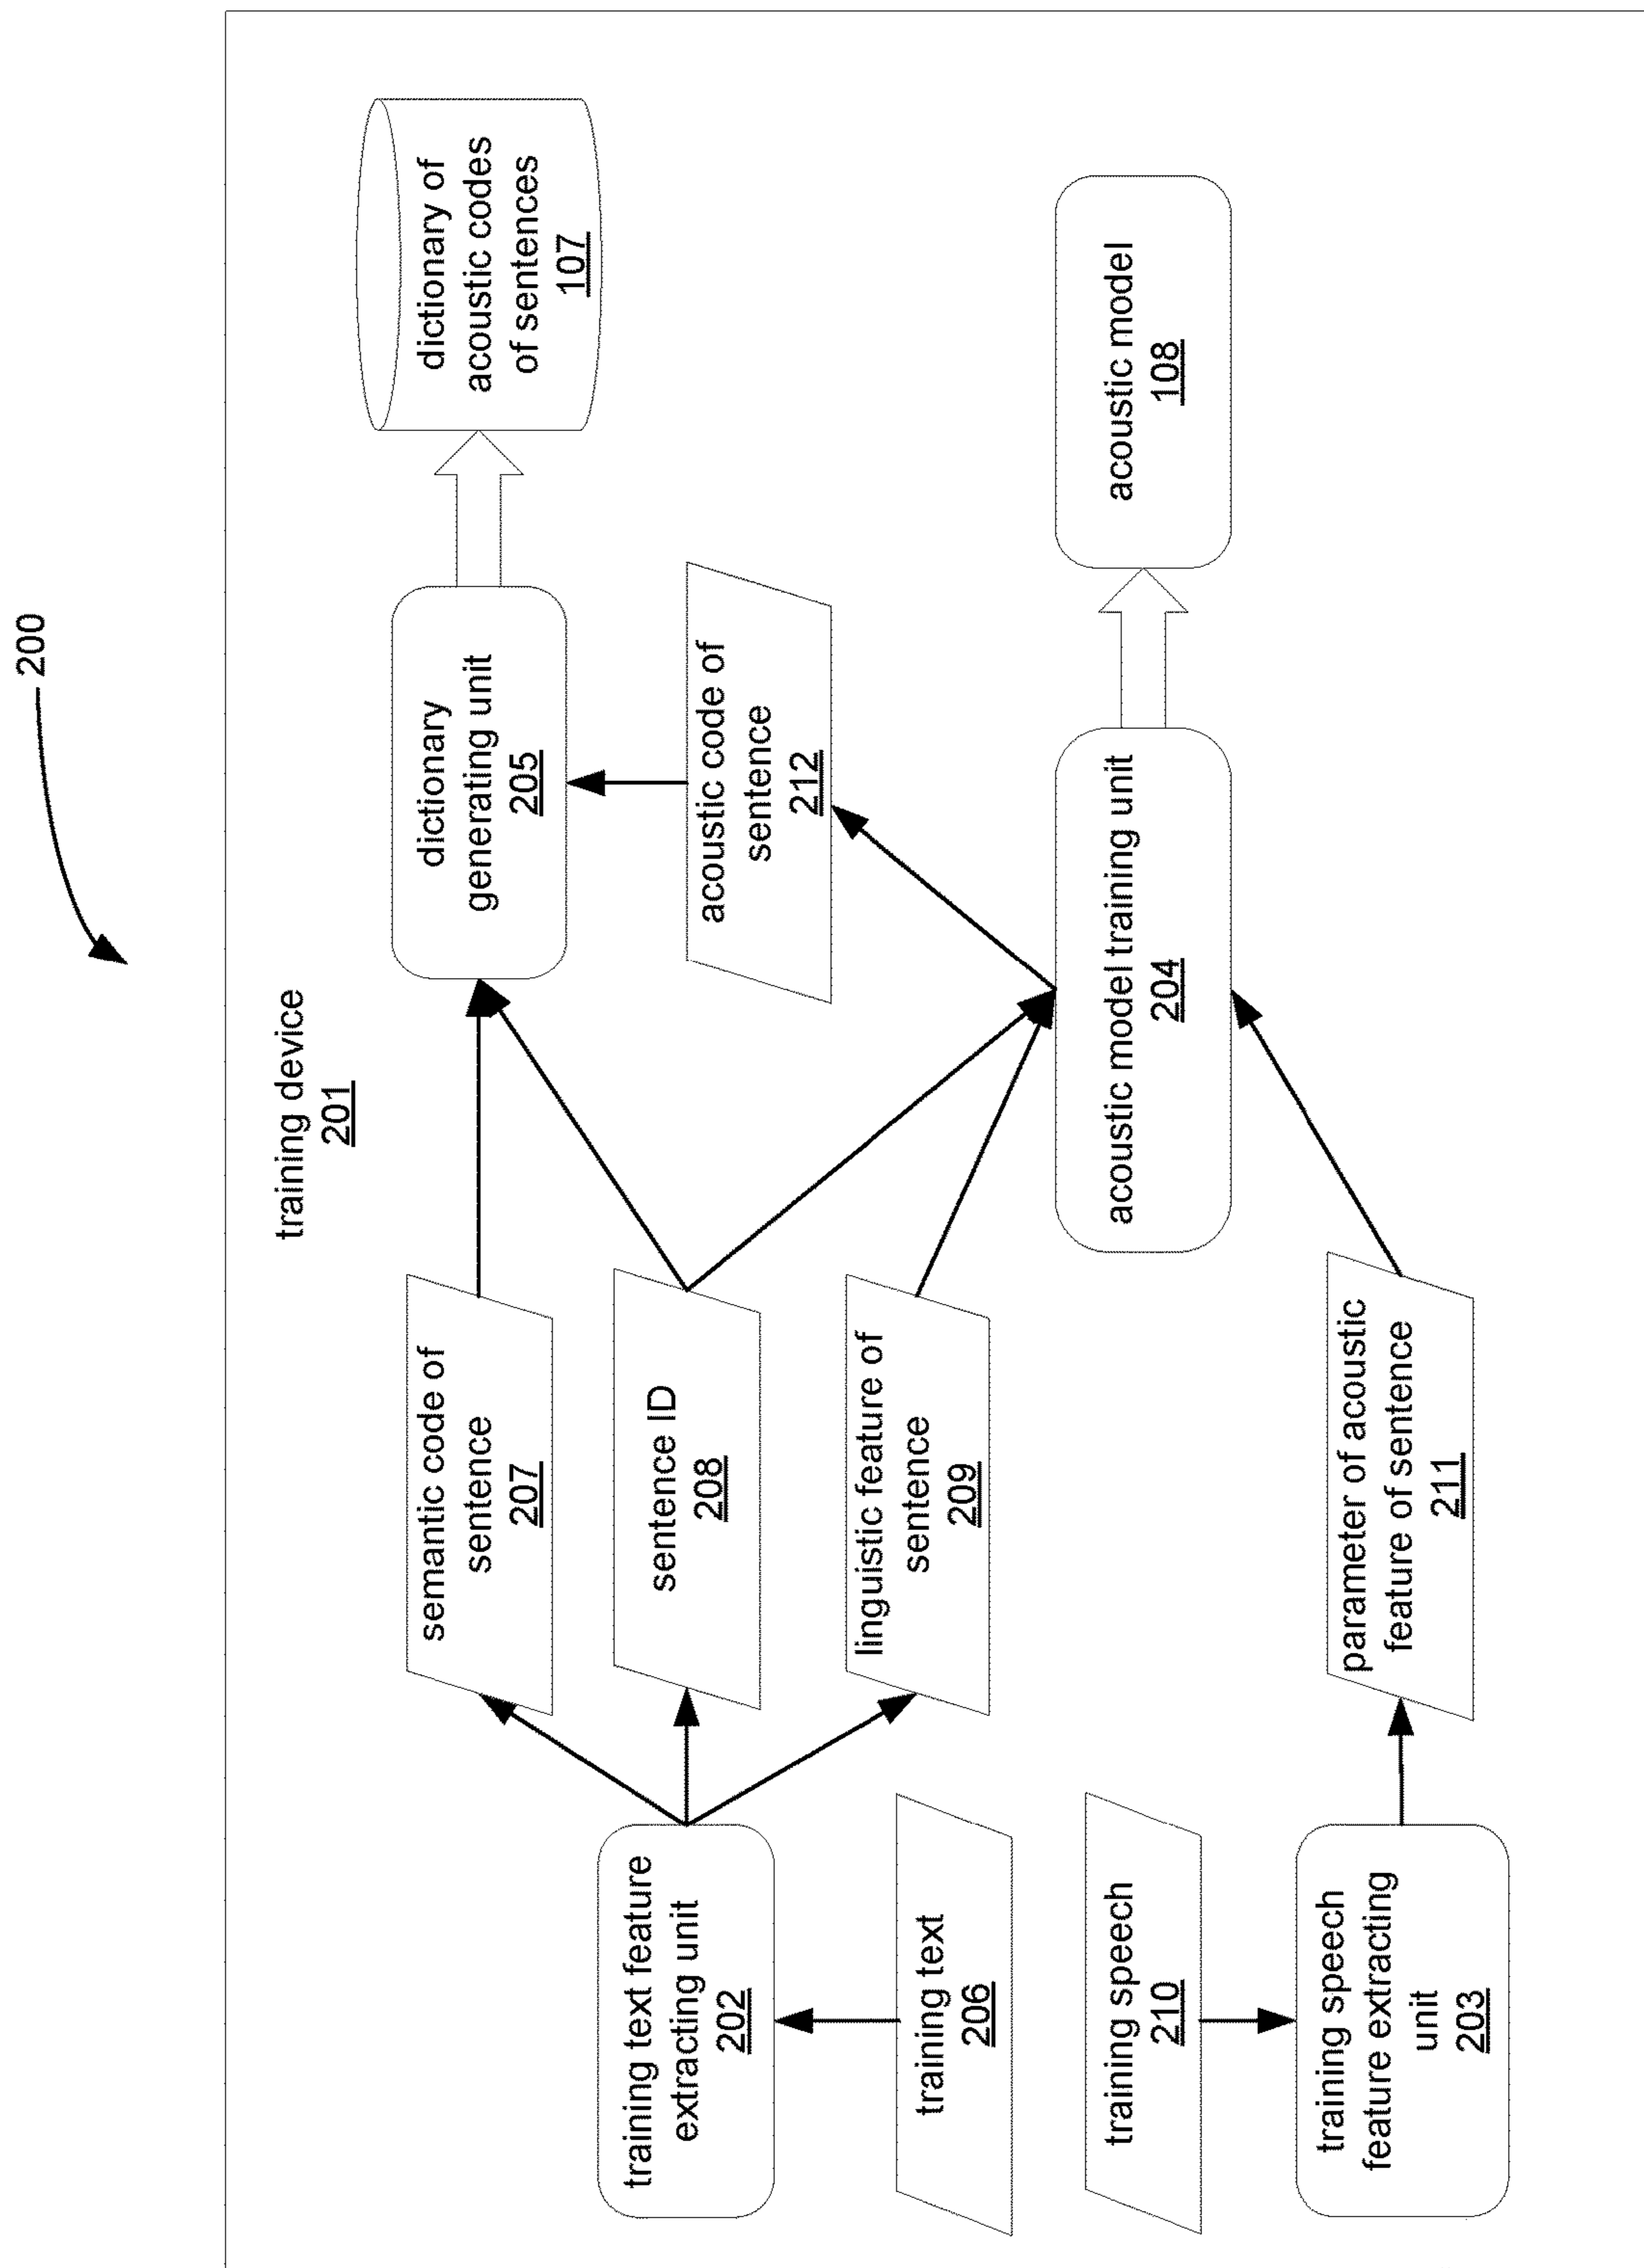 200
training device
201
semantic code of
sentence
207
dictionary
generating unit
205
dictionary of
acoustic codes
of sentences
107
training text feature
extracting unit
202
sentence ID
208
acoustic code of
sentence
212
linguistic feature of
sentence
209
training text
206
training speech
210
acoustic model training unit
204
acoustic model
108
training speech
feature extracting
unit
203
parameter of acoustic
feature of sentence
211